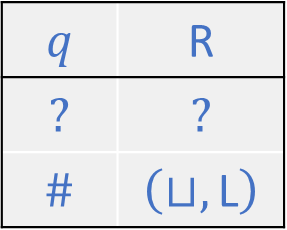 q R
? ?
# (⊔, L)